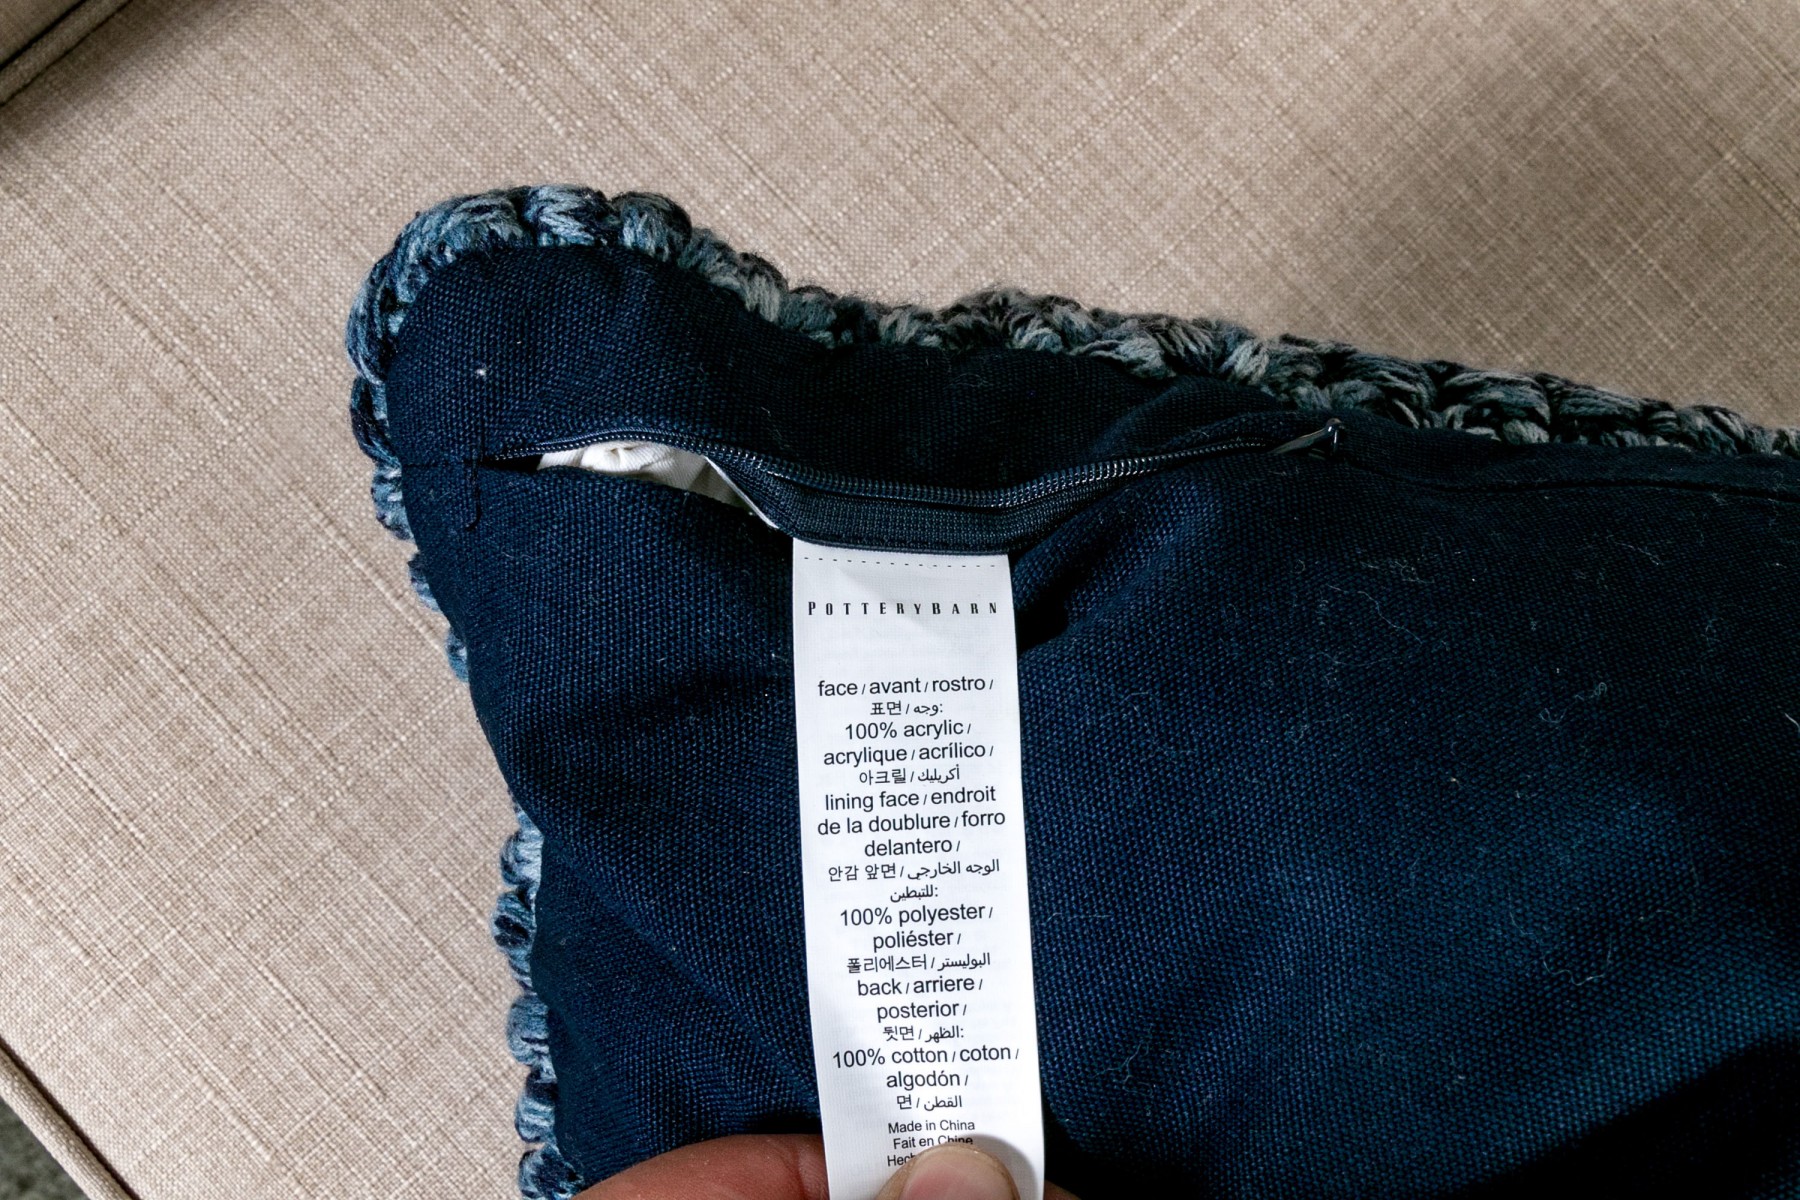 POTTERYBARN
face / avant / rostro /
표면 / وجه:
100% acrylic /
acrylique / acrílico /
아크릴 / أكريليك
lining face / endroit
de la doublure / forro
delantero /
안감 앞면 / الوجه الخارجي
للتبطين:
100% polyester /
poliéster /
폴리에스터 / البوليستر
back / arriere /
posterior /
뒷면 / الظهر:
100% cotton / coton /
algodón /
면 / القطن
Made in China
Fait en Chine